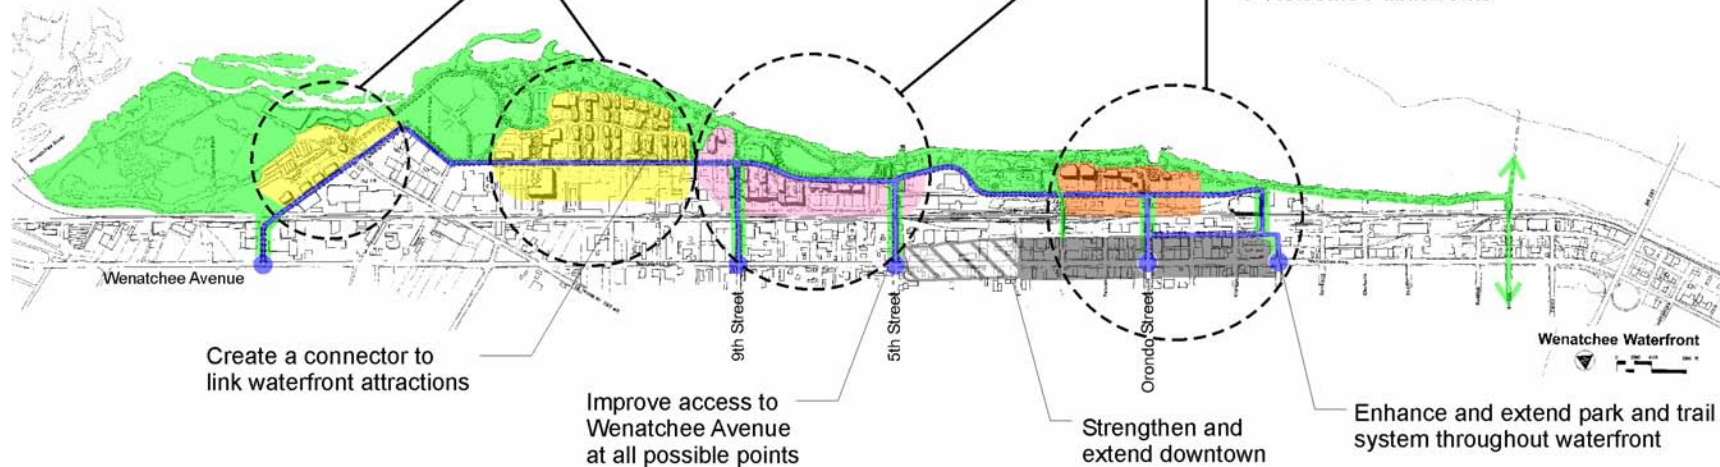 Wenatchee Avenue
9th Street
5th Street
Orondo Street
Wenatchee Waterfront
Create a connector to
link waterfront attractions
Improve access to
Wenatchee Avenue
at all possible points
Strengthen and
extend downtown
Enhance and extend park and trail
system throughout waterfront